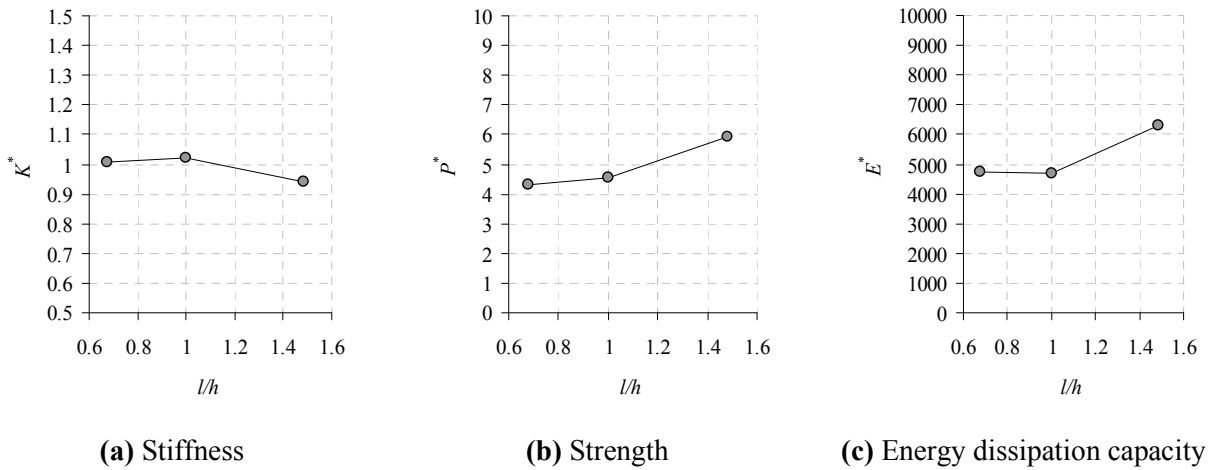 1.5
1.4
1.3
1.2
1.1
1
0.9
0.8
0.7
0.6
0.5
K*
0.6 0.8 1 1.2 1.4 1.6
l/h
(a) Stiffness
10
9
8
7
6
5
4
3
2
1
0
P*
0.6 0.8 1 1.2 1.4 1.6
l/h
(b) Strength
10000
9000
8000
7000
6000
5000
4000
3000
2000
1000
0
E*
0.6 0.8 1 1.2 1.4 1.6
l/h
(c) Energy dissipation capacity